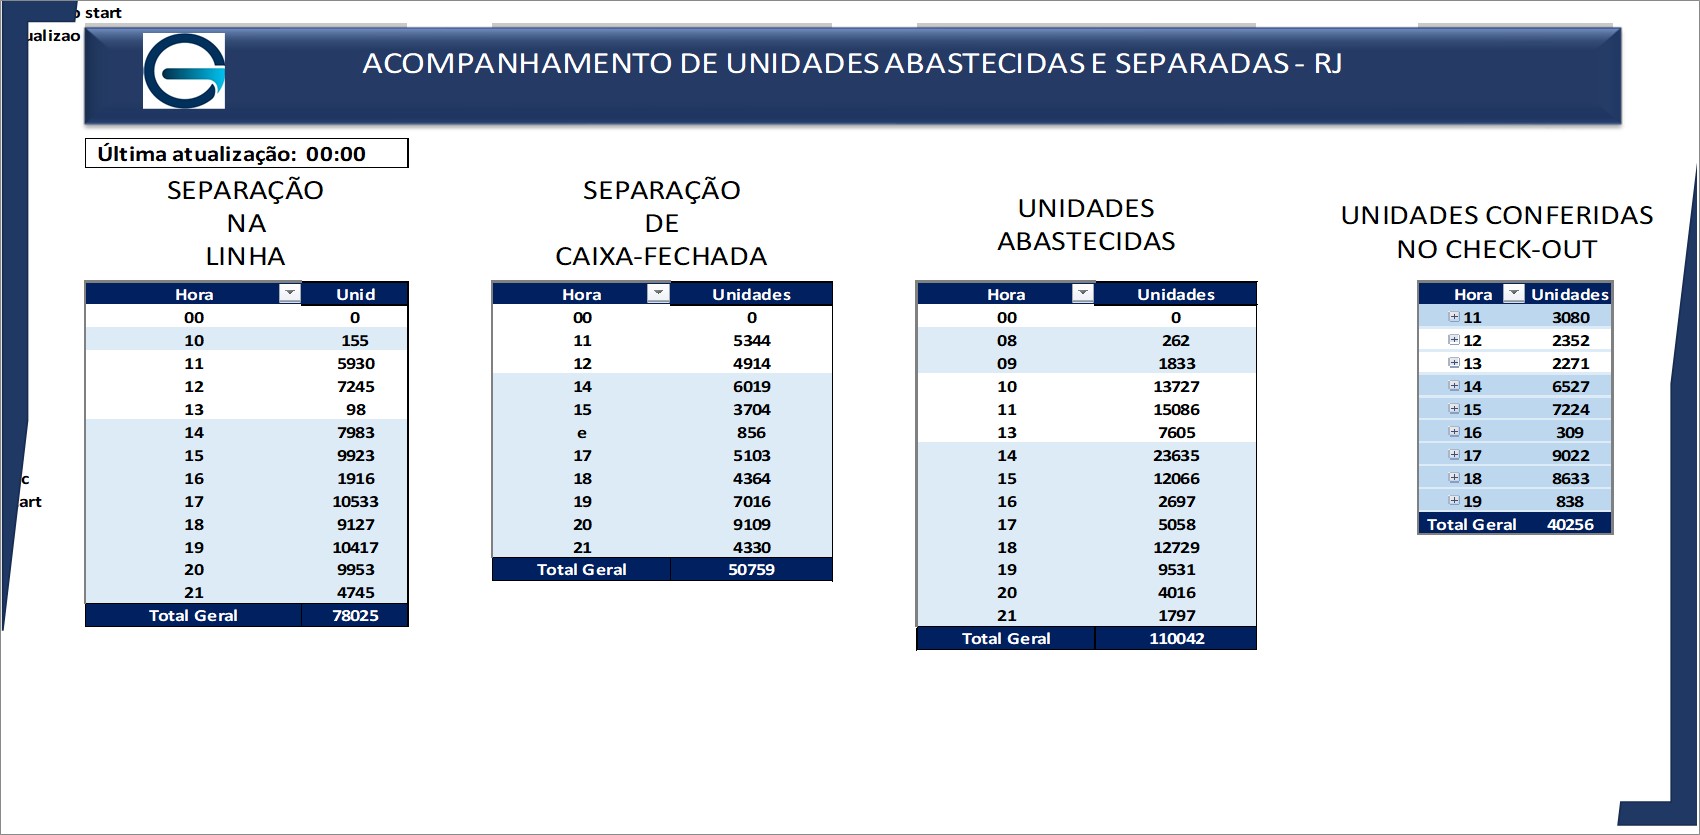 start
ualizao
ACOMPANHAMENTO DE UNIDADES ABASTECIDAS E SEPARADAS - RJ
Última atualização: 00:00
SEPARAÇÃO
NA
LINHA
Hora Unid
00 0
10 155
11 5930
12 7245
13 98
14 7983
15 9923
16 1916
17 10533
18 9127
19 10417
20 9953
21 4745
Total Geral 78025
SEPARAÇÃO
DE
CAIXA-FECHADA
Hora Unidades
00 0
11 5344
12 4914
14 6019
15 3704
e 856
17 5103
18 4364
19 7016
20 9109
21 4330
Total Geral 50759
UNIDADES
ABASTECIDAS
Hora Unidades
00 0
08 262
09 1833
10 13727
11 15086
13 7605
14 23635
15 12066
16 2697
17 5058
18 12729
19 9531
20 4016
21 1797
Total Geral 110042
UNIDADES CONFERIDAS
NO CHECK-OUT
Hora Unidades
11 3080
12 2352
13 2271
14 6527
15 7224
16 309
17 9022
18 8633
19 838
Total Geral 40256
c
art